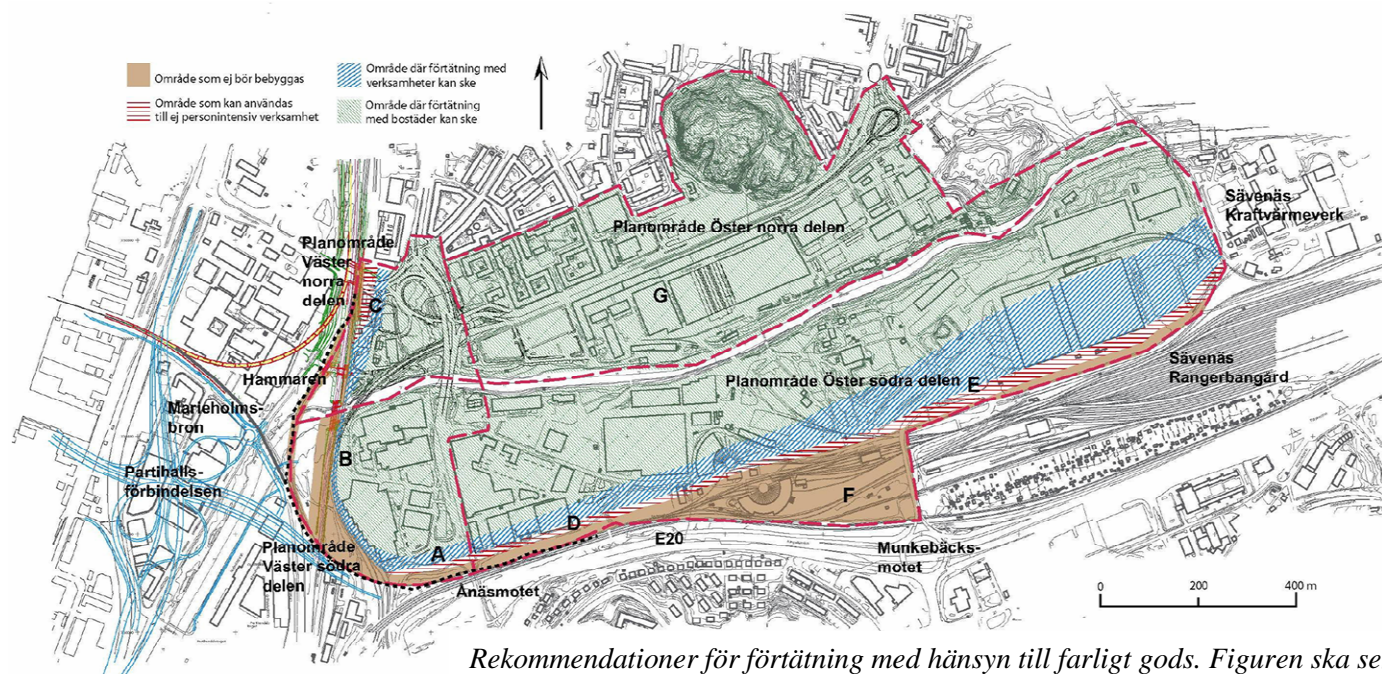 Område som ej bör bebyggas
Område som kan användas
till ej personintensiv verksamhet
Område där förtätning med
verksamheter kan ske
Område där förtätning
med bostäder kan ske
Planområde
Väster
norra
delen
C
Planområde Öster norra delen
G
Sävenäs
Kraftvärmeverk
Hammaren
Marieholms-
bron
Planområde Öster södra delen
E
Sävenäs
Rangerbangård
B
Partihalls-
förbindelsen
F
D
E20
A
Planområde
Väster södra
delen
Ånäsmotet
Munkebäcks-
motet
0
200
400 m
Rekommendationer för förtätning med hänsyn till farligt gods. Figuren ska se